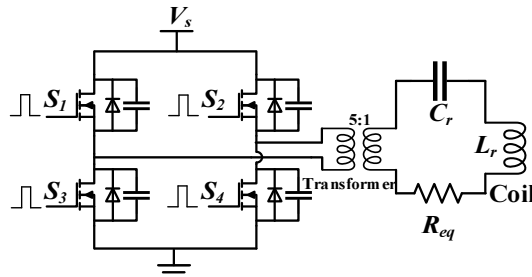 V_s
S_1
S_2
5:1
C_r
L_r
Transformer
Coil
S_3
S_4
R_eq